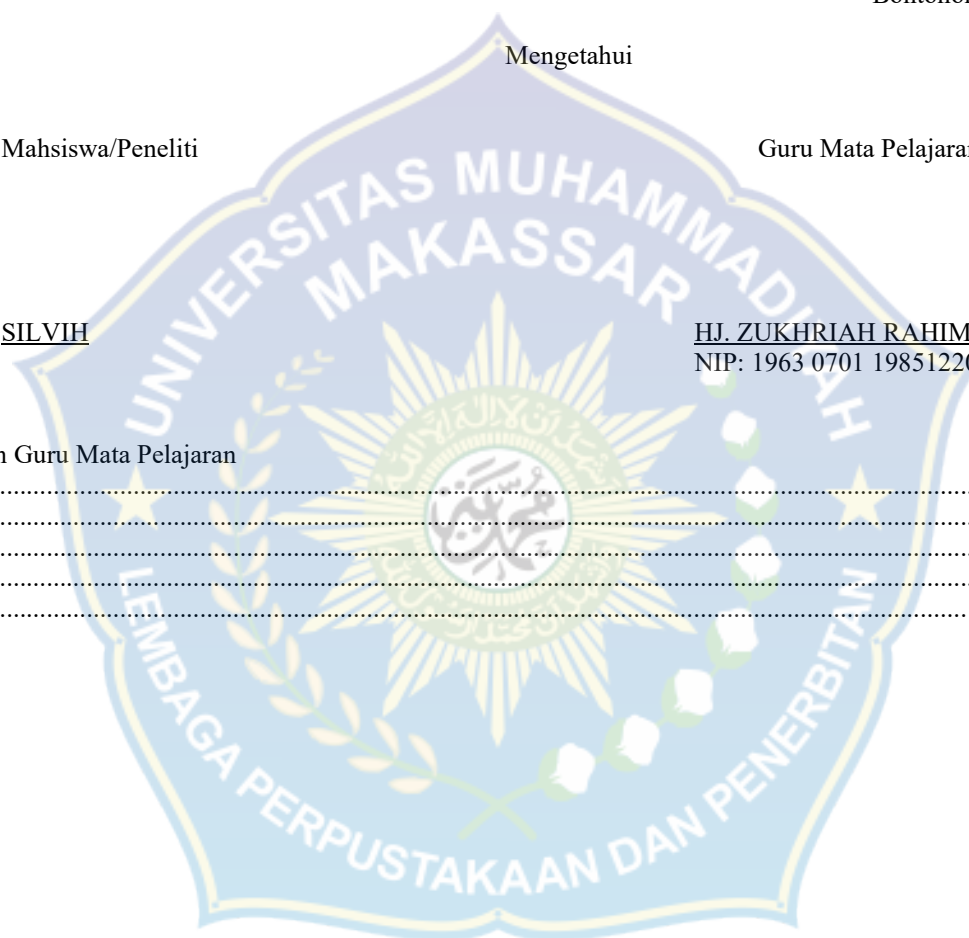 Mengetahui
Mahsiswa/Peneliti
Guru Mata Pelajaran
SILVIH
HJ. ZUKHRIAH RAHIM
NIP: 1963 0701 1985122
Guru Mata Pelajaran
....................................................................................................................................................
....................................................................................................................................................
....................................................................................................................................................
....................................................................................................................................................
....................................................................................................................................................
UNIVERSITAS MUHAMMADIYAH
MAKASSAR
LEMBAGA PERPUSTAKAAN DAN PENERBITAN